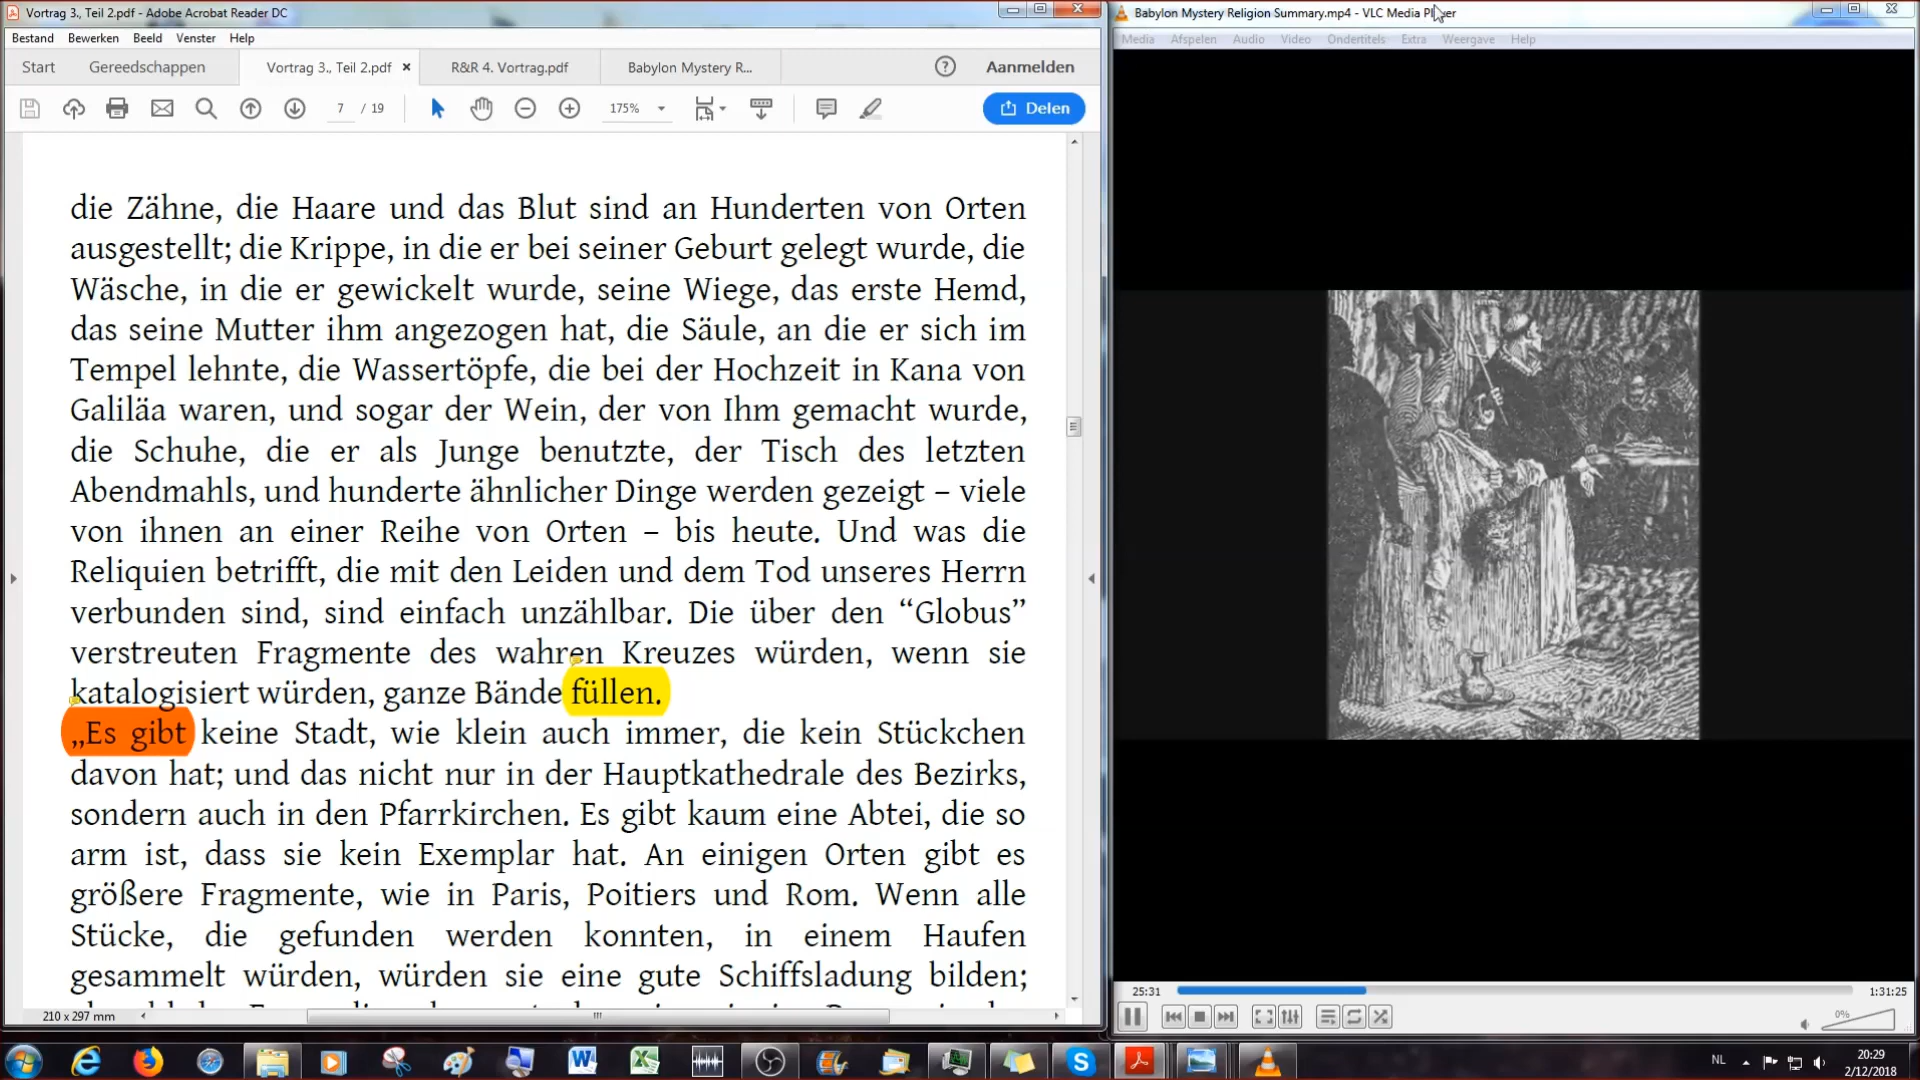 Vortrag 3., Teil 2.pdf - Adobe Acrobat Reader DC
Bestand Bewerken Beeld Venster Help
Start Gereedschappen Vortrag 3., Teil 2.pdf × R&R 4. Vortrag.pdf Babylon Mystery R... Aanmelden
7 / 19 175% Delen
die Zähne, die Haare und das Blut sind an Hunderten von Orten
ausgestellt; die Krippe, in die er bei seiner Geburt gelegt wurde, die
Wäsche, in die er gewickelt wurde, seine Wiege, das erste Hemd,
das seine Mutter ihm angezogen hat, die Säule, an die er sich im
Tempel lehnte, die Wassertöpfe, die bei der Hochzeit in Kana von
Galiläa waren, und sogar der Wein, der von Ihm gemacht wurde,
die Schuhe, die er als Junge benutzte, der Tisch des letzten
Abendmahls, und hunderte ähnlicher Dinge werden gezeigt – viele
von ihnen an einer Reihe von Orten – bis heute. Und was die
Reliquien betrifft, die mit den Leiden und dem Tod unseres Herrn
verbunden sind, sind einfach unzählbar. Die über den “Globus”
verstreuten Fragmente des wahren Kreuzes würden, wenn sie
katalogisiert würden, ganze Bände füllen.
„Es gibt keine Stadt, wie klein auch immer, die kein Stückchen
davon hat; und das nicht nur in der Hauptkathedrale des Bezirks,
sondern auch in den Pfarrkirchen. Es gibt kaum eine Abtei, die so
arm ist, dass sie kein Exemplar hat. An einigen Orten gibt es
größere Fragmente, wie in Paris, Poitiers und Rom. Wenn alle
Stücke, die gefunden werden konnten, in einem Haufen
gesammelt würden, würden sie eine gute Schiffsladung bilden;
210 x 297 mm
Babylon Mystery Religion Summary.mp4 - VLC Media Player
Media Afspelen Audio Video Ondertitels Extra Weergave Help
25:31 1:31:25
0%
NL 20:29
2/12/2018